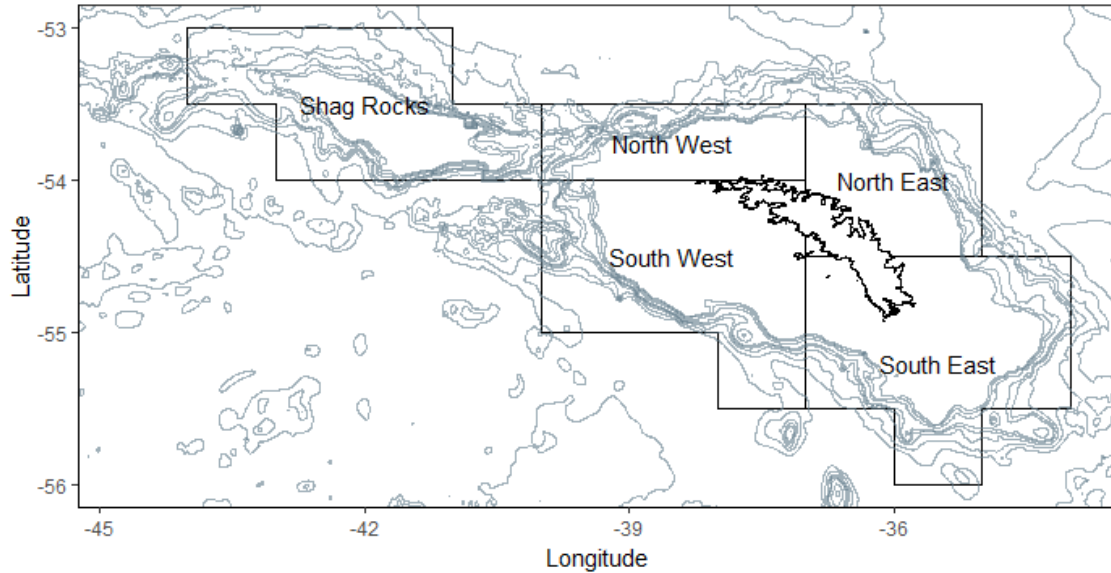 -53
Shag Rocks
North West
-54
North East
South West
Latitude
-55
South East
-56
-45
-42
-39
-36
Longitude